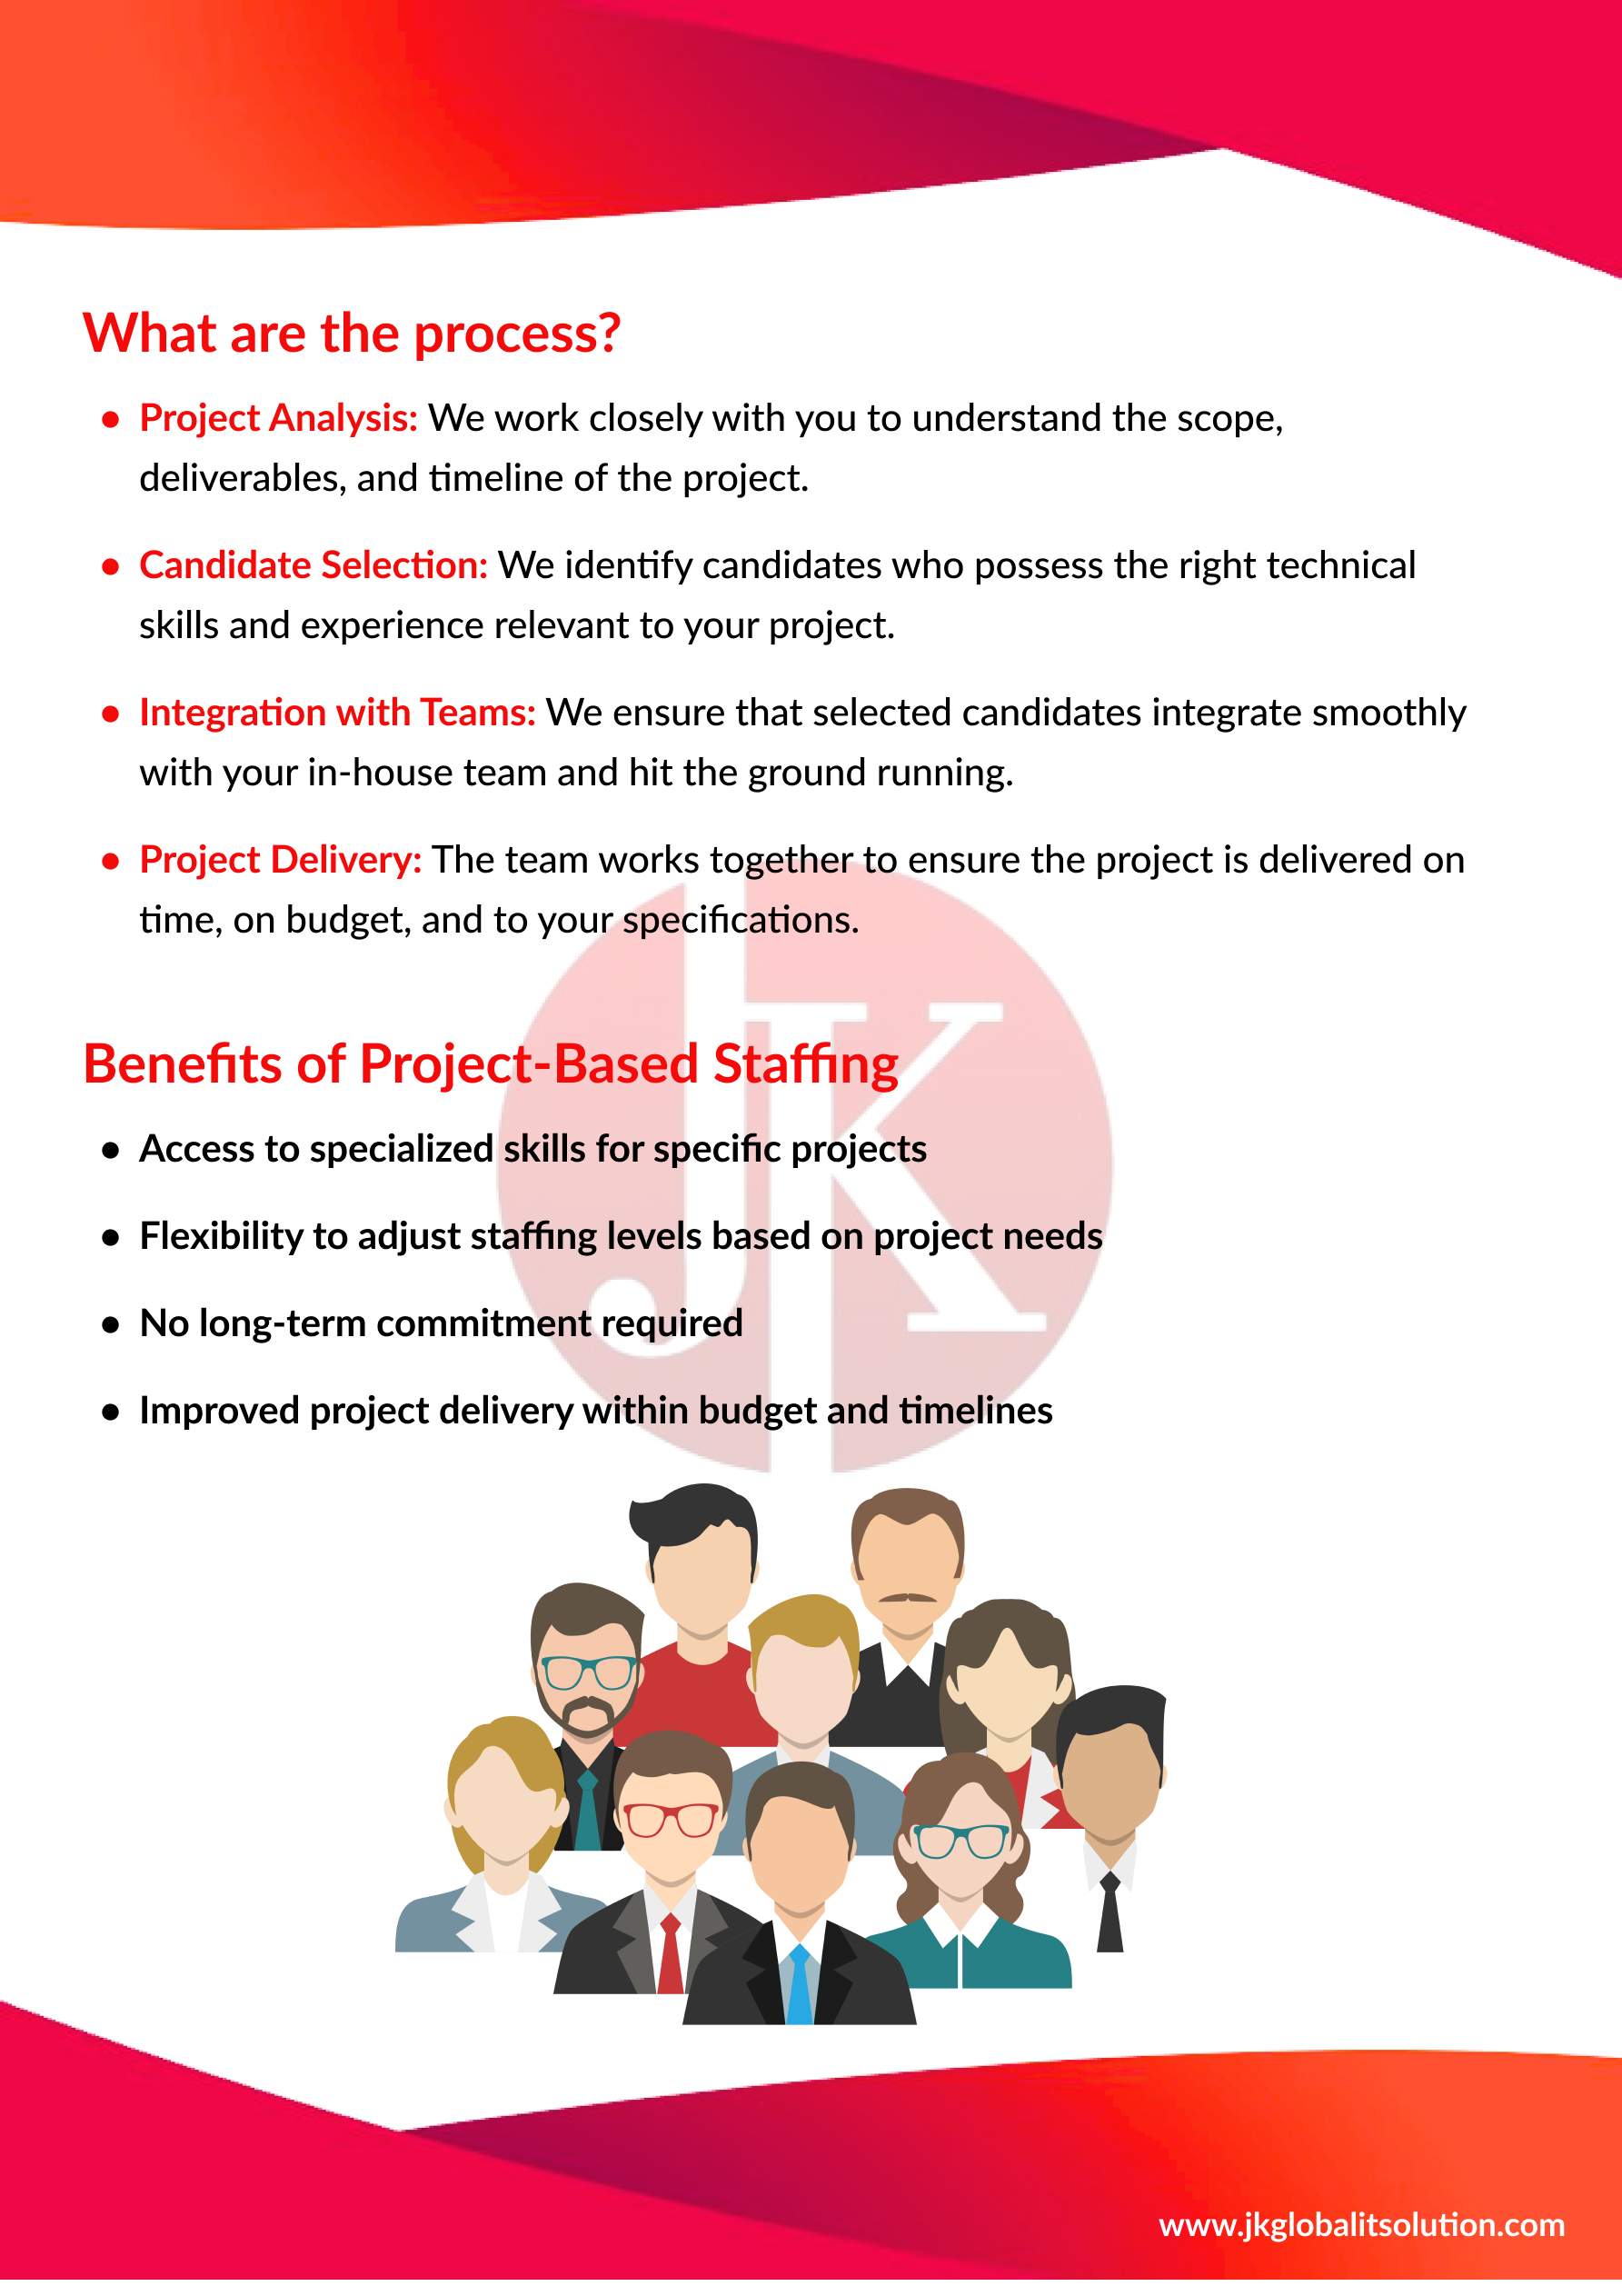 What are the process?
● Project Analysis: We work closely with you to understand the scope,
deliverables, and timeline of the project.
● Candidate Selection: We identify candidates who possess the right technical
skills and experience relevant to your project.
● Integration with Teams: We ensure that selected candidates integrate smoothly
with your in-house team and hit the ground running.
● Project Delivery: The team works together to ensure the project is delivered on
time, on budget, and to your specifications.
JK
Benefits of Project-Based Staffing
● Access to specialized skills for specific projects
● Flexibility to adjust staffing levels based on project needs
● No long-term commitment required
● Improved project delivery within budget and timelines
www.jkglobalitsolution.com